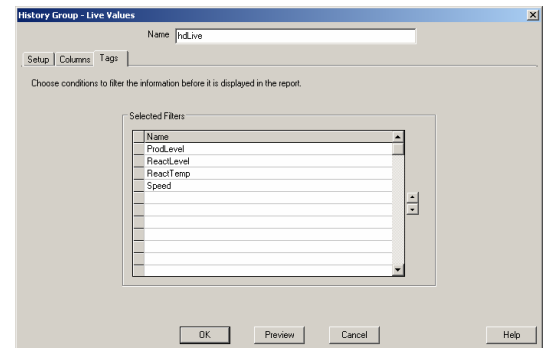 History Group - Live Values
Name hdLive
Setup Columns Tags
Choose conditions to filter the information before it is displayed in the report.
Selected Filters
Name
ProdLevel
ReactLevel
ReactTemp
Speed
OK Preview Cancel Help